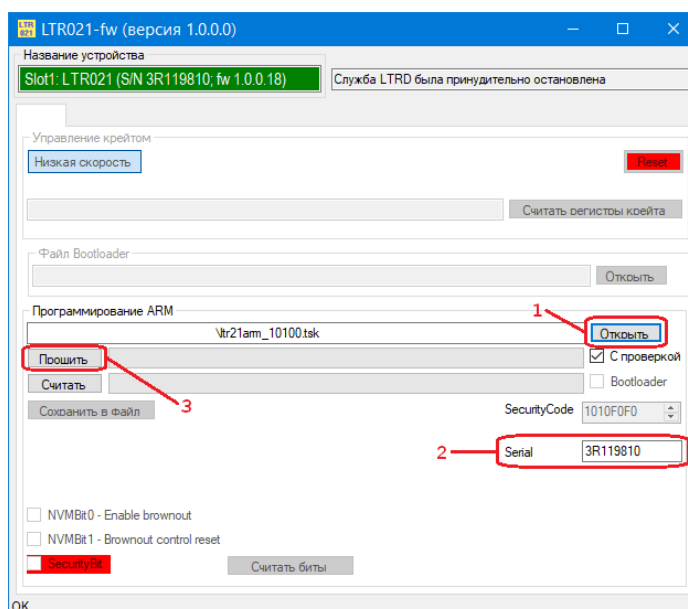 LTR021-fw (версия 1.0.0.0)
Название устройства
Slot1: LTR021 (S/N 3R119810; fw 1.0.0.18)
Служба LTRD была принудительно остановлена
Управление крейтом
Низкая скорость
Reset
Считать регистры крейта
Файл Bootloader
Открыть
Программирование ARM
1
\ltr21arm_10100.tsk
Открыть
Прошить
С проверкой
Считать
Bootloader
Сохранить в файл
3
SecurityCode 1010F0F0
2
Serial 3R119810
NVMBit0 - Enable brownout
NVMBit1 - Brownout control reset
SecurityBit
Считать биты
OK